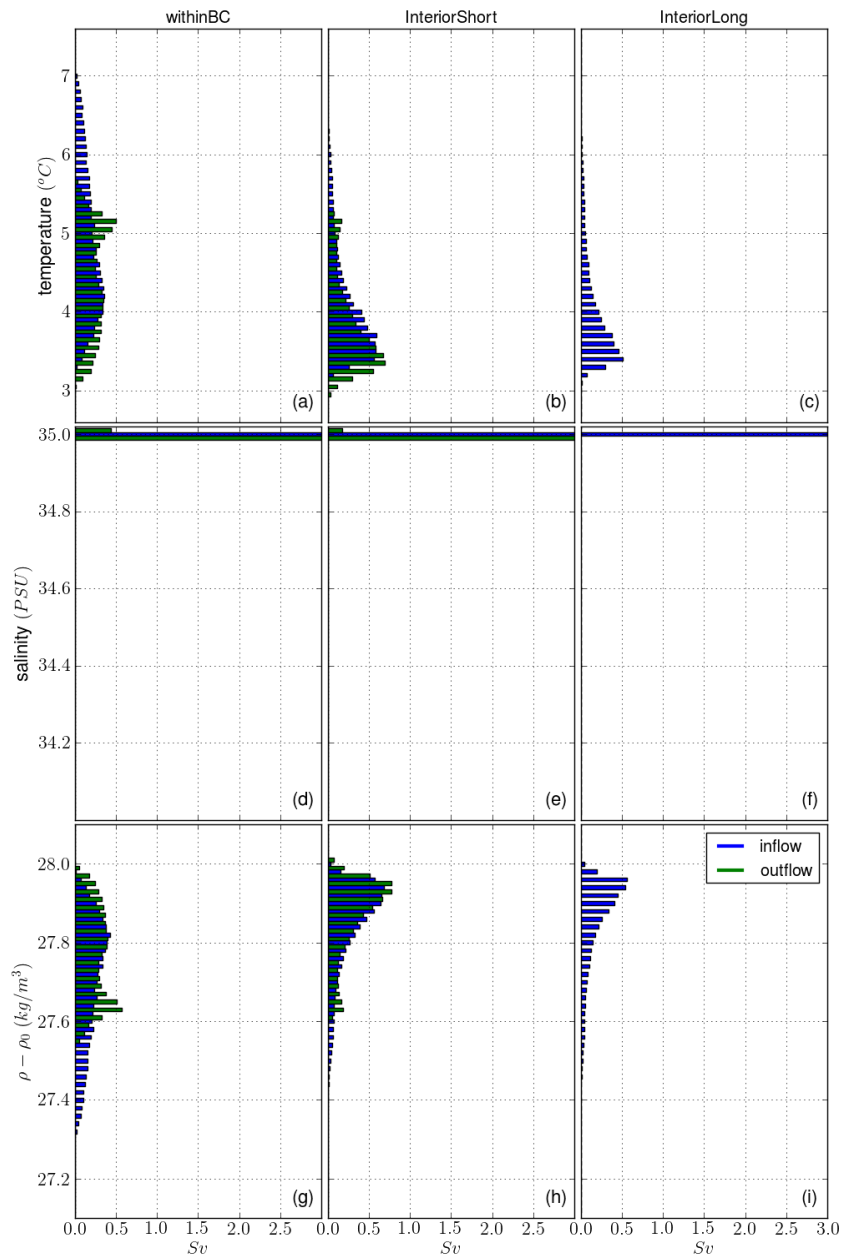 withinBC InteriorShort InteriorLong
7
6
5
4
3
temperature (°C)
(a) (b) (c)
35.0
34.8
34.6
34.4
34.2
salinity (PSU)
(d) (e) (f)
28.0
27.8
27.6
27.4
27.2
ρ − ρ0 (kg/m³)
inflow
outflow
(g) (h) (i)
0.0 0.5 1.0 1.5 2.0 2.5 0.0 0.5 1.0 1.5 2.0 2.5 0.0 0.5 1.0 1.5 2.0 2.5 3.0
Sv Sv Sv